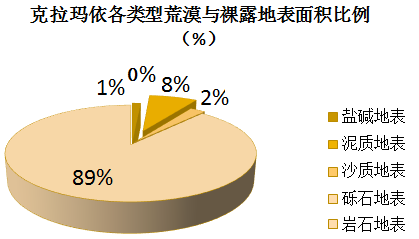 克拉玛依各类型荒漠与裸露地表面积比例
（%）
1%
0%
8%
2%
89%
盐碱地表
泥质地表
沙质地表
砾石地表
岩石地表